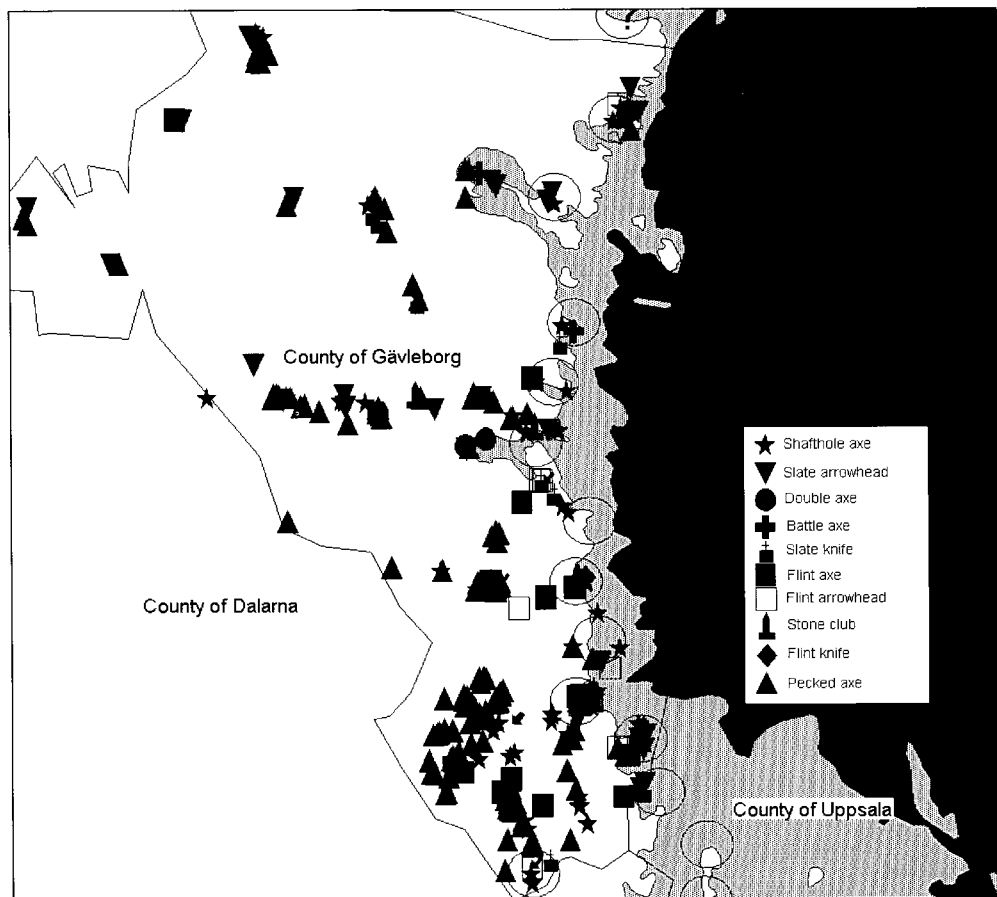 County of Gävleborg
County of Dalarna
County of Uppsala
Shafthole axe
Slate arrowhead
Double axe
Battle axe
Slate knife
Flint axe
Flint arrowhead
Stone club
Flint knife
Pecked axe